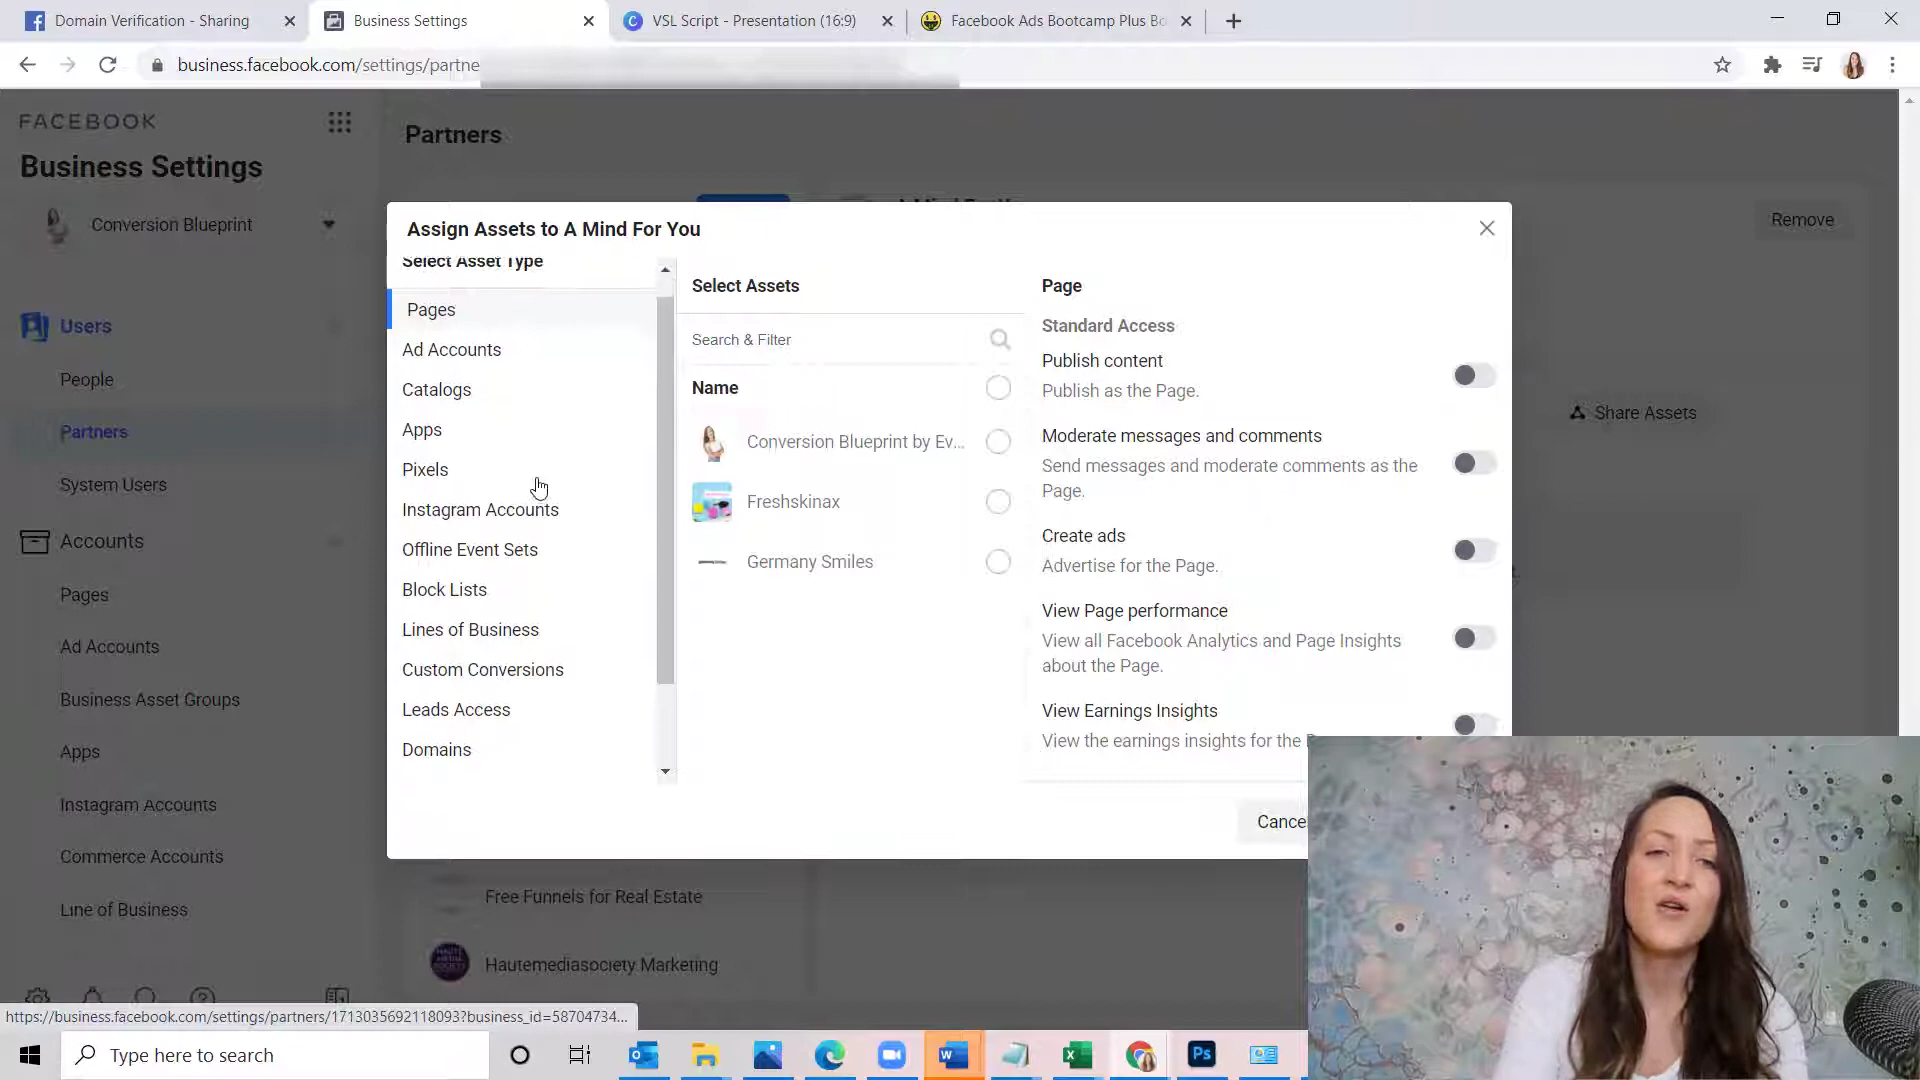 Domain Verification - Sharing
Business Settings
VSL Script - Presentation (16:9)
Facebook Ads Bootcamp Plus Bo
business.facebook.com/settings/partne
FACEBOOK
Business Settings
Conversion Blueprint
Users
People
Partners
System Users
Accounts
Pages
Ad Accounts
Business Asset Groups
Apps
Instagram Accounts
Commerce Accounts
Line of Business
Partners
Remove
Share Assets
Assign Assets to A Mind For You
Select Asset Type
Pages
Ad Accounts
Catalogs
Apps
Pixels
Instagram Accounts
Offline Event Sets
Block Lists
Lines of Business
Custom Conversions
Leads Access
Domains
Select Assets
Search & Filter
Name
Conversion Blueprint by Ev...
Freshskinax
Germany Smiles
Page
Standard Access
Publish content
Publish as the Page.
Moderate messages and comments
Send messages and moderate comments as the
Page.
Create ads
Advertise for the Page.
View Page performance
View all Facebook Analytics and Page Insights
about the Page.
View Earnings Insights
View the earnings insights for the
Cancel
Free Funnels for Real Estate
Hautemediasociety Marketing
https://business.facebook.com/settings/partners/1713035692118093?business_id=58704734...
Type here to search